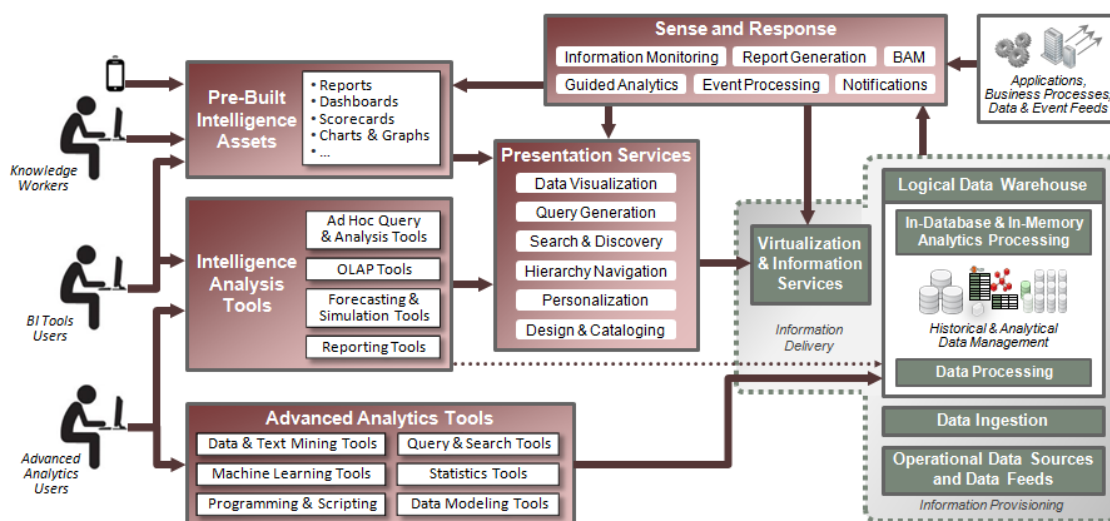 Sense and Response
Information Monitoring
Report Generation
BAM
Guided Analytics
Event Processing
Notifications
Applications,
Business Processes,
Data & Event Feeds
Pre-Built
Intelligence
Assets
• Reports
• Dashboards
• Scorecards
• Charts & Graphs
• ...
Knowledge
Workers
Presentation Services
Data Visualization
Query Generation
Search & Discovery
Hierarchy Navigation
Personalization
Design & Cataloging
Intelligence
Analysis
Tools
Ad Hoc Query
& Analysis Tools
OLAP Tools
Forecasting &
Simulation Tools
Reporting Tools
BI Tools
Users
Virtualization
& Information
Services
Information
Delivery
Logical Data Warehouse
In-Database & In-Memory
Analytics Processing
Historical & Analytical
Data Management
Data Processing
Data Ingestion
Operational Data Sources
and Data Feeds
Information Provisioning
Advanced Analytics Tools
Data & Text Mining Tools
Query & Search Tools
Machine Learning Tools
Statistics Tools
Programming & Scripting
Data Modeling Tools
Advanced
Analytics
Users